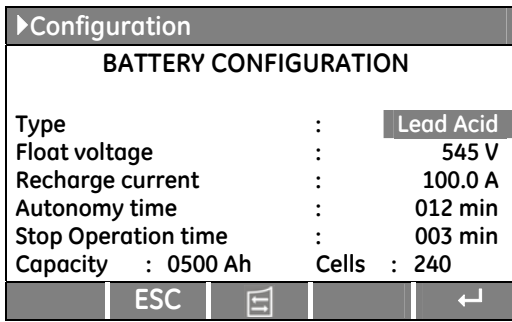 Configuration
BATTERY CONFIGURATION
Type : Lead Acid
Float voltage : 545 V
Recharge current : 100.0 A
Autonomy time : 012 min
Stop Operation time : 003 min
Capacity : 0500 Ah Cells : 240
ESC